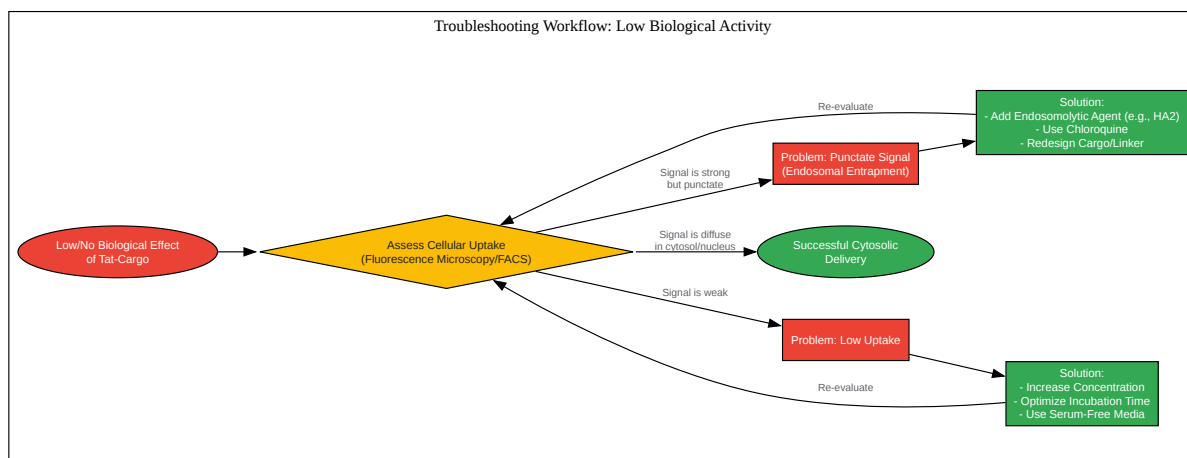 Troubleshooting Workflow: Low Biological Activity
Low/No Biological Effect
of Tat-Cargo
Assess Cellular Uptake
(Fluorescence Microscopy/FACS)
Re-evaluate
Signal is strong
but punctate
Problem: Punctate Signal
(Endosomal Entrapment)
Solution:
- Add Endosomolytic Agent (e.g., HA2)
- Use Chloroquine
- Redesign Cargo/Linker
Signal is diffuse
in cytosol/nucleus
Successful Cytosolic
Delivery
Signal is weak
Problem: Low Uptake
Solution:
- Increase Concentration
- Optimize Incubation Time
- Use Serum-Free Media
Re-evaluate